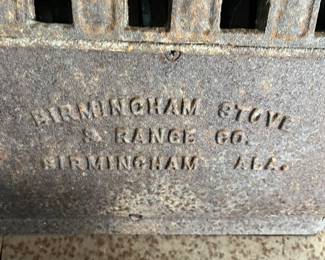 BIRMINGHAM STOVE
& RANGE CO.
BIRMINGHAM ALA.